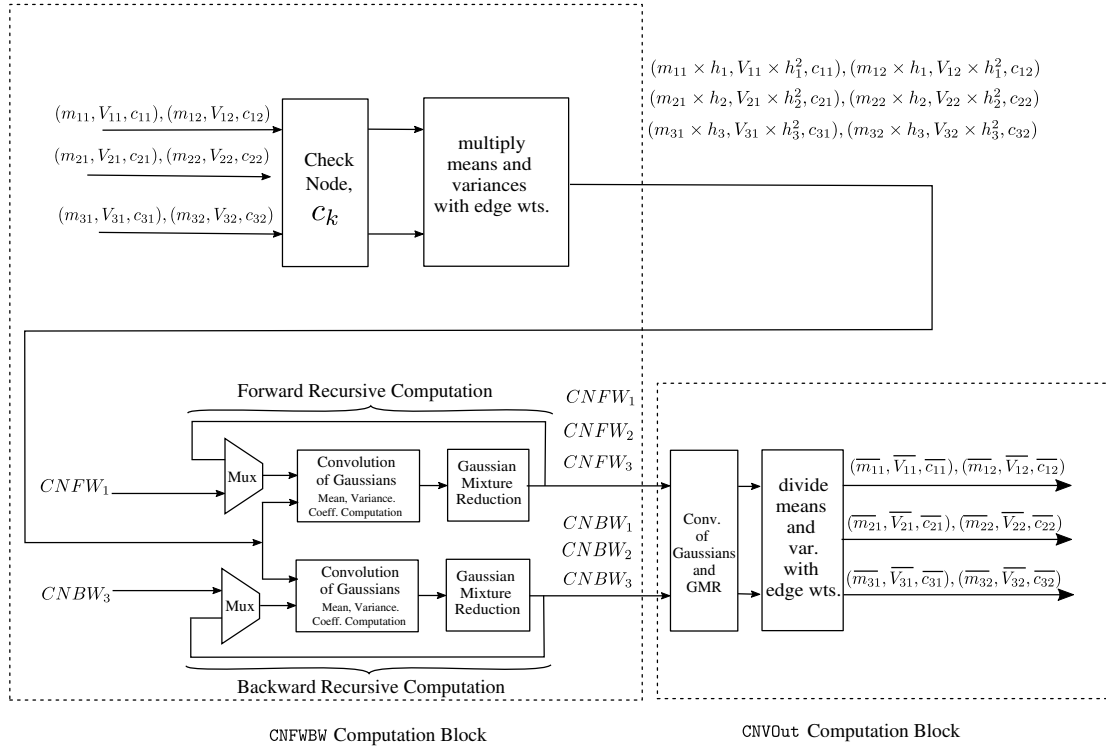 (m₁₁ × h₁, V₁₁ × h₁², c₁₁), (m₁₂ × h₁, V₁₂ × h₁², c₁₂)
(m₂₁ × h₂, V₂₁ × h₂², c₂₁), (m₂₂ × h₂, V₂₂ × h₂², c₂₂)
(m₃₁ × h₃, V₃₁ × h₃², c₃₁), (m₃₂ × h₃, V₃₂ × h₃², c₃₂)
(m₁₁, V₁₁, c₁₁), (m₁₂, V₁₂, c₁₂)
(m₂₁, V₂₁, c₂₁), (m₂₂, V₂₂, c₂₂)
(m₃₁, V₃₁, c₃₁), (m₃₂, V₃₂, c₃₂)
Check
Node,
cₖ
multiply
means and
variances
with edge wts.
Forward Recursive Computation
CNFW₁
CNFW₂
CNFW₃
CNFW₁
Mux
Convolution
of Gaussians
Mean, Variance.
Coeff. Computation
Gaussian
Mixture
Reduction
CNBW₁
CNBW₂
CNBW₃
CNBW₃
Mux
Convolution
of Gaussians
Mean, Variance.
Coeff. Computation
Gaussian
Mixture
Reduction
Backward Recursive Computation
Conv.
of
Gaussians
and
GMR
divide
means
and
var.
with
edge wts.
(m̅₁₁, V̅₁₁, c̅₁₁), (m̅₁₂, V̅₁₂, c̅₁₂)
(m̅₂₁, V̅₂₁, c̅₂₁), (m̅₂₂, V̅₂₂, c̅₂₂)
(m̅₃₁, V̅₃₁, c̅₃₁), (m̅₃₂, V̅₃₂, c̅₃₂)
CNFWBW Computation Block
CNVOut Computation Block